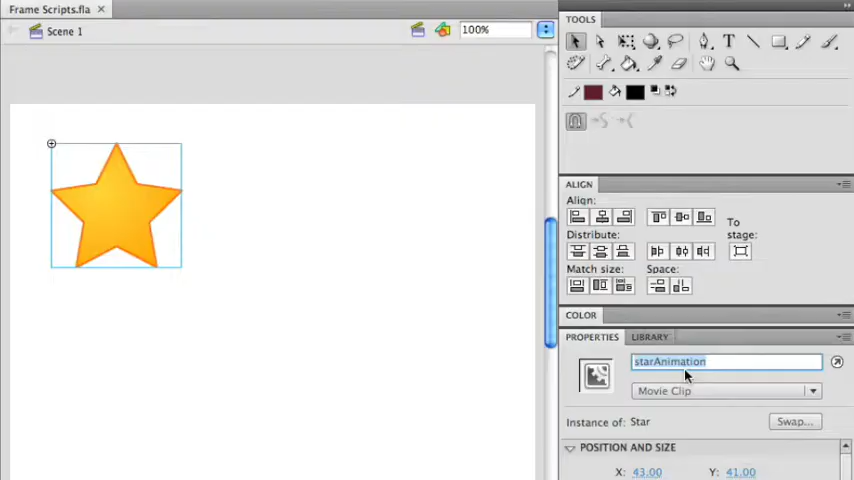 Frame Scripts.fla
Scene 1
100%
TOOLS
T
ALIGN
Align:
To
stage:
Distribute:
Match size:
Space:
COLOR
PROPERTIES
LIBRARY
starAnimation
Movie Clip
Instance of: Star
Swap...
POSITION AND SIZE
X: 43.00
Y: 41.00